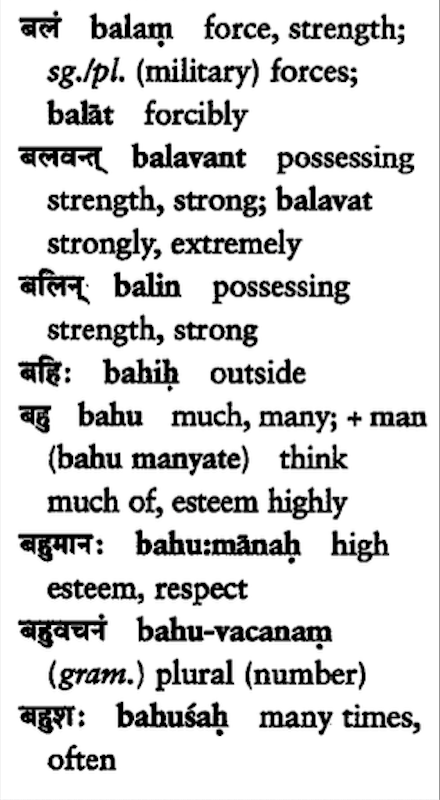 बलं balaṃ force, strength;
sg./pl. (military) forces;
balāt forcibly
बलवन्त् balavant possessing
strength, strong; balavat
strongly, extremely
बलिन् balin possessing
strength, strong
बहिः bahiḥ outside
बहु bahu much, many; + man
(bahu manyate) think
much of, esteem highly
बहुमानः bahu:mānaḥ high
esteem, respect
बहुवचनं bahu-vacanaṃ
(gram.) plural (number)
बहुशः bahuśaḥ many times,
often